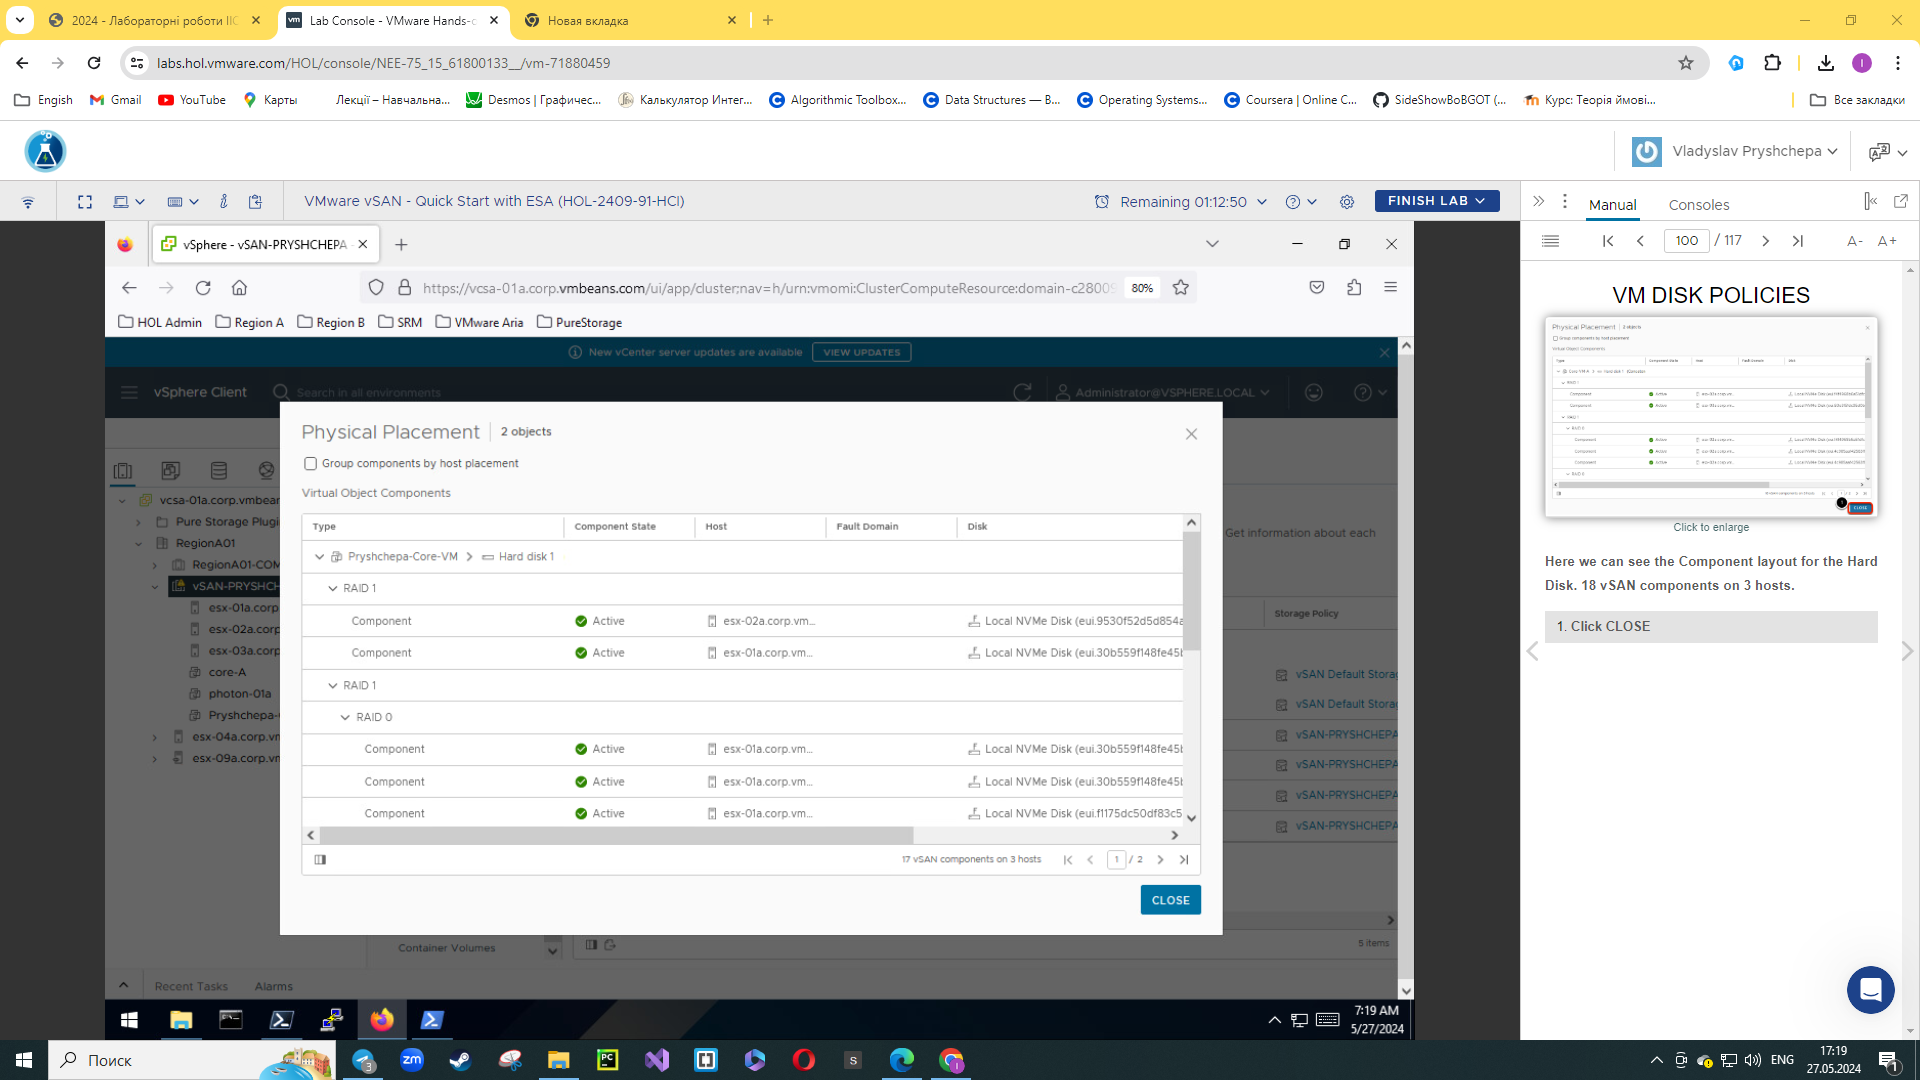 2024 - Лабораторні роботи ІІС
Lab Console - VMware Hands-o
Новая вкладка
labs.hol.vmware.com/HOL/console/NEE-75_15_61800133__/vm-71880459
Engish
Gmail
YouTube
Карты
Лекції – Навчальна...
Desmos | Графичес...
Калькулятор Интег...
Algorithmic Toolbox...
Data Structures — B...
Operating Systems...
Coursera | Online C...
SideShowBoBGOT (...
Курс: Теорія ймові...
Все закладки
Vladyslav Pryshchepa
VMware vSAN - Quick Start with ESA (HOL-2409-91-HCI)
Remaining 01:12:50
FINISH LAB
Manual
Consoles
100 / 117
A-
A+
vSphere - vSAN-PRYSHCHEPA
https://vcsa-01a.corp.vmbeans.com/ui/app/cluster;nav=h/urn:vmomi:ClusterComputeResource:domain-c2800
80%
HOL Admin
Region A
Region B
SRM
VMware Aria
PureStorage
New vCenter server updates are available
VIEW UPDATES
vSphere Client
Search in all environments
Administrator@VSPHERE.LOCAL
vcsa-01a.corp.vmbean
Pure Storage Plugi
RegionA01
RegionA01-COM
vSAN-PRYSHCH
esx-01a.corp
esx-02a.corp
esx-03a.corp
core-A
photon-01a
Pryshchepa-
esx-04a.corp.vm
esx-09a.corp.vm
Physical Placement
2 objects
Group components by host placement
Virtual Object Components
Type
Component State
Host
Fault Domain
Disk
Pryshchepa-Core-VM > Hard disk 1
RAID 1
Component Active esx-02a.corp.vm... Local NVMe Disk (eui.9530f52d5d854a
Component Active esx-01a.corp.vm... Local NVMe Disk (eui.30b559f148fe45b
RAID 1
RAID 0
Component Active esx-01a.corp.vm... Local NVMe Disk (eui.30b559f148fe45b
Component Active esx-01a.corp.vm... Local NVMe Disk (eui.30b559f148fe45b
Component Active esx-01a.corp.vm... Local NVMe Disk (eui.f1175dc50df83c5
17 vSAN components on 3 hosts
1 / 2
CLOSE
Get information about each
Storage Policy
vSAN Default Storag
vSAN Default Storag
vSAN-PRYSHCHEPA
vSAN-PRYSHCHEPA
vSAN-PRYSHCHEPA
vSAN-PRYSHCHEPA
Container Volumes
5 items
Recent Tasks
Alarms
7:19 AM
5/27/2024
VM DISK POLICIES
Physical Placement
Click to enlarge
Here we can see the Component layout for the Hard
Disk. 18 vSAN components on 3 hosts.
1. Click CLOSE
Поиск
ENG
17:19
27.05.2024